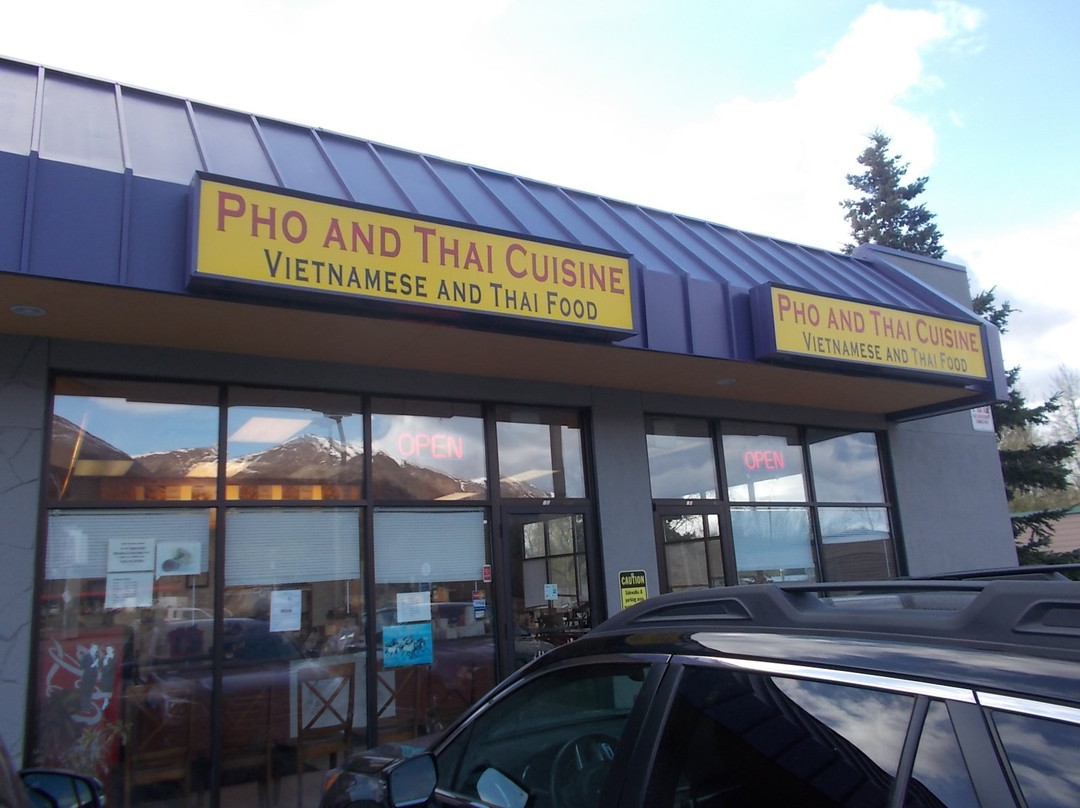 PHO AND THAI CUISINE
VIETNAMESE AND THAI FOOD
PHO AND THAI CUISINE
VIETNAMESE AND THAI FOOD
OPEN
OPEN
CAUTION